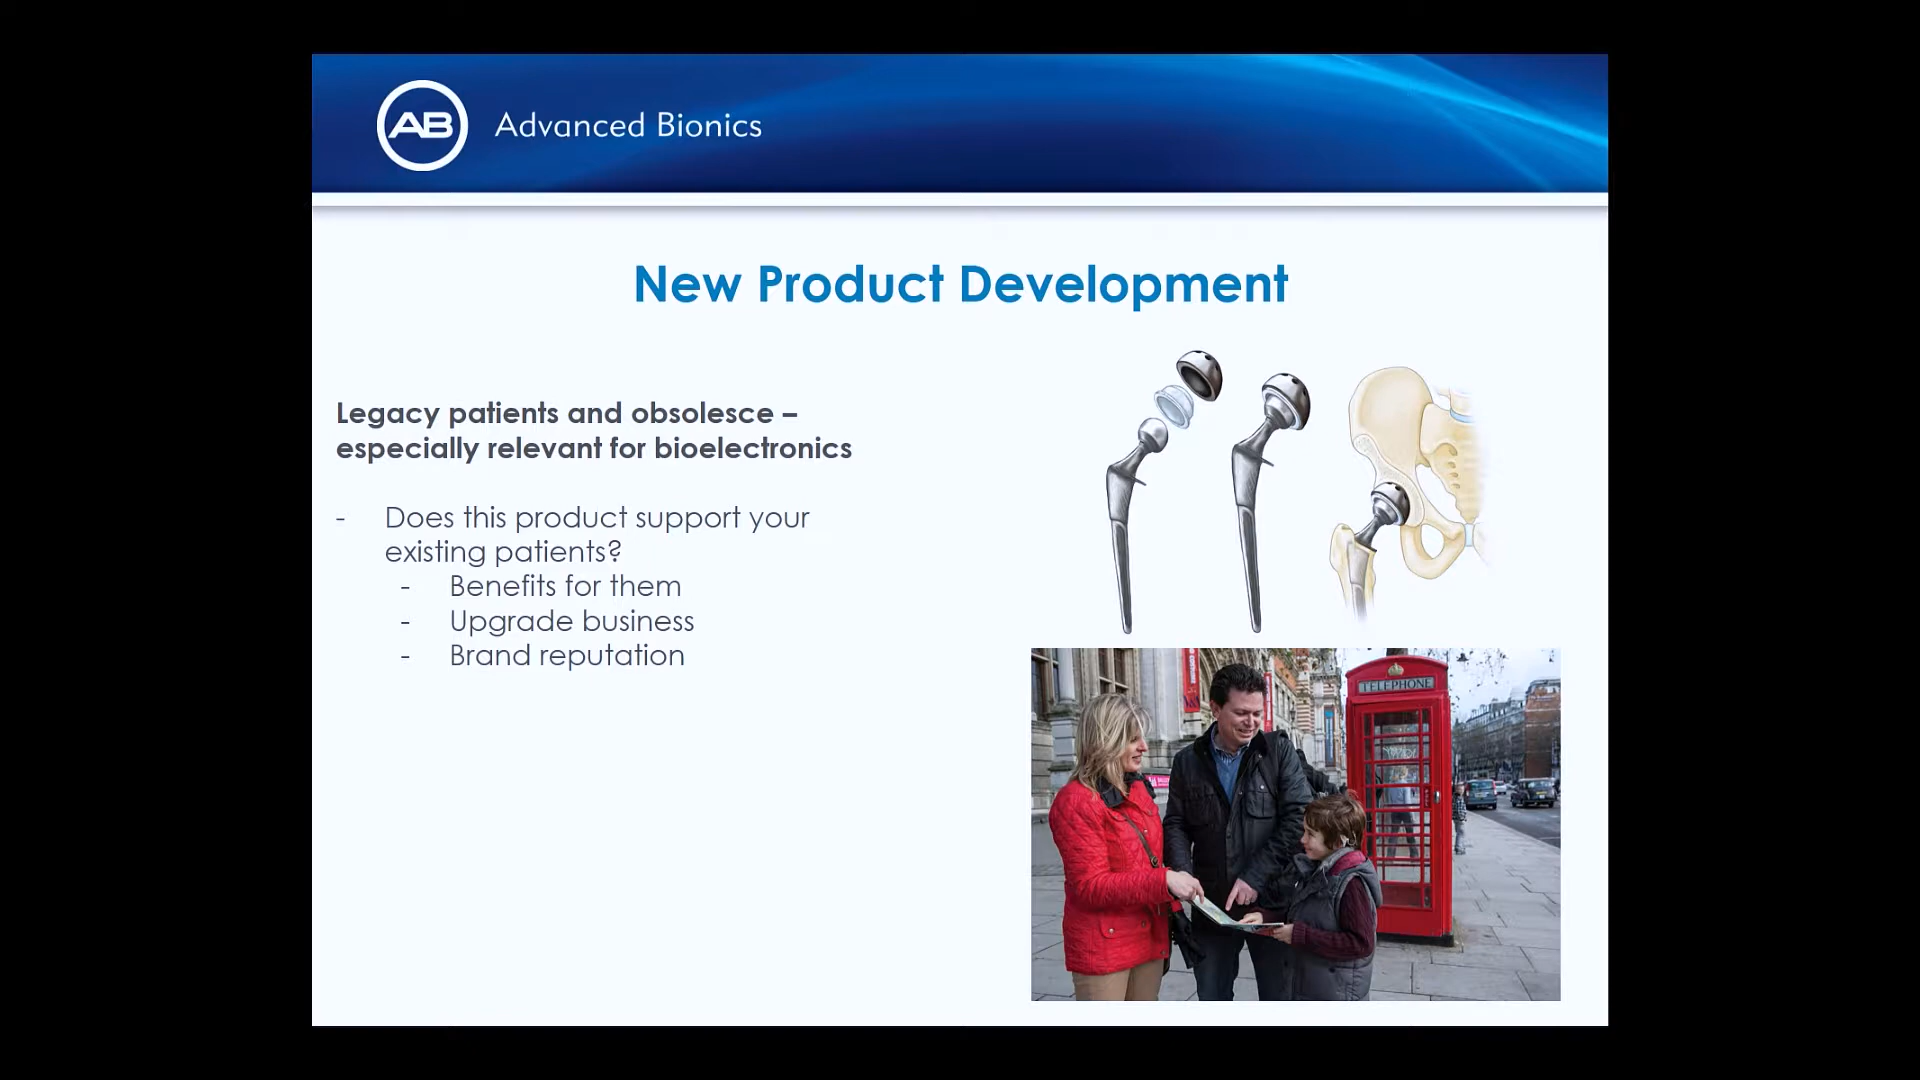 AB Advanced Bionics
New Product Development
Legacy patients and obsolesce –
especially relevant for bioelectronics
- Does this product support your
existing patients?
- Benefits for them
- Upgrade business
- Brand reputation
TELEPHONE